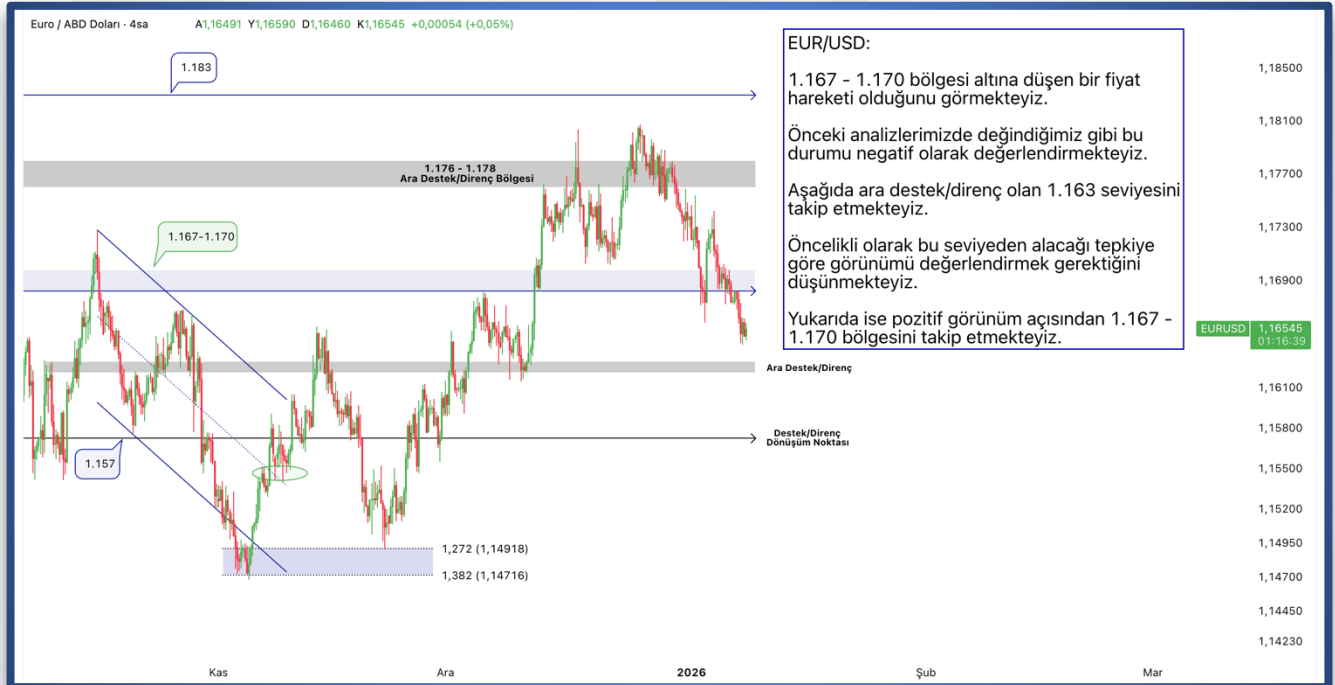 Euro / ABD Doları · 4sa A1,16491 Y1,16590 D1,16460 K1,16545 +0,00054 (+0,05%)
1.183
1.176 - 1.178
Ara Destek/Direnç Bölgesi
1.167-1.170
1.157
1,272 (1,14918)
1,382 (1,14716)
Ara Destek/Direnç
Destek/Direnç
Dönüşüm Noktası
EUR/USD:
1.167 - 1.170 bölgesi altına düşen bir fiyat
hareketi olduğunu görmekteyiz.
Önceki analizlerimizde değindiğimiz gibi bu
durumu negatif olarak değerlendirmekteyiz.
Aşağıda ara destek/direnç olan 1.163 seviyesini
takip etmekteyiz.
Öncelikli olarak bu seviyeden alacağı tepkiye
göre görünümü değerlendirmek gerektiğini
düşünmekteyiz.
Yukarıda ise pozitif görünüm açısından 1.167 -
1.170 bölgesini takip etmekteyiz.
1,18500
1,18100
1,17700
1,17300
1,16900
EURUSD 1,16545
01:16:39
1,16100
1,15800
1,15500
1,15200
1,14950
1,14700
1,14450
1,14230
Kas Ara 2026 Şub Mar